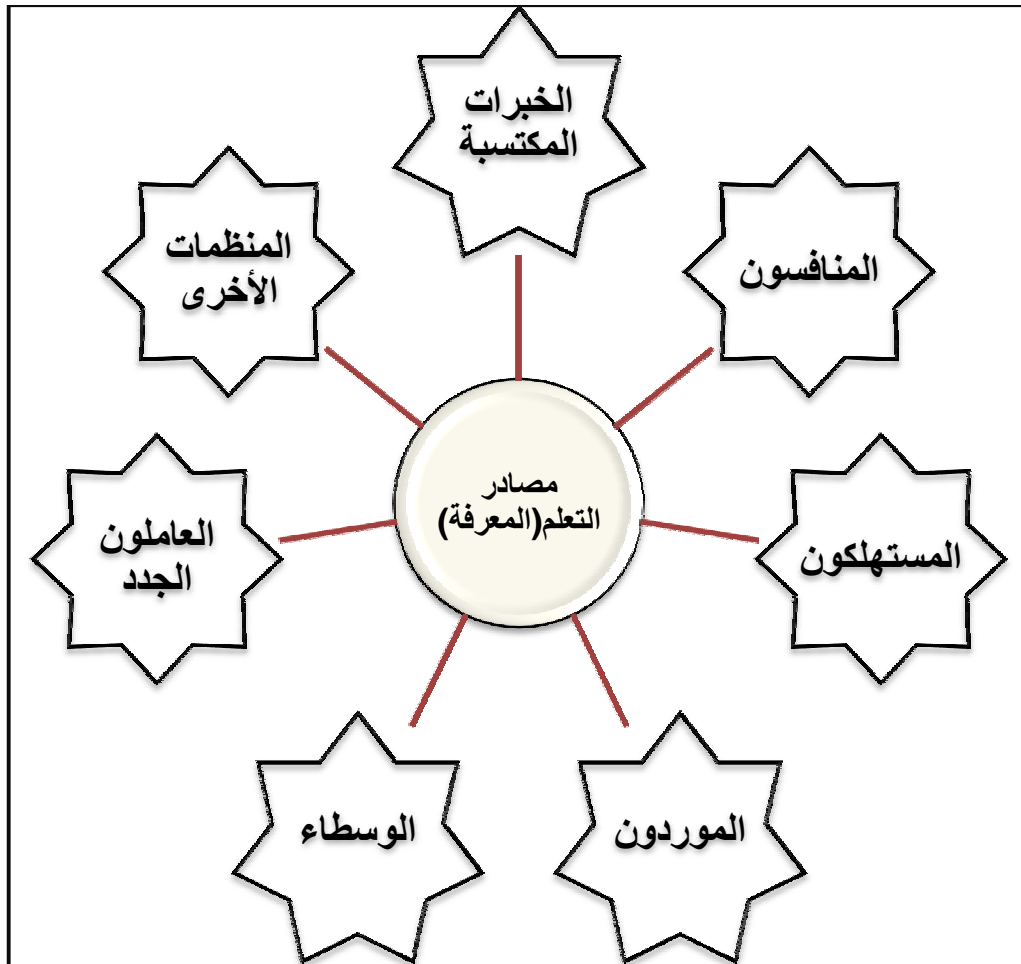 الخبرات
المكتسبة
المنافسون
المنظمات
الأخرى
مصادر
التعلم(المعرفة)
المستهلكون
العاملون
الجدد
الموردون
الوسطاء